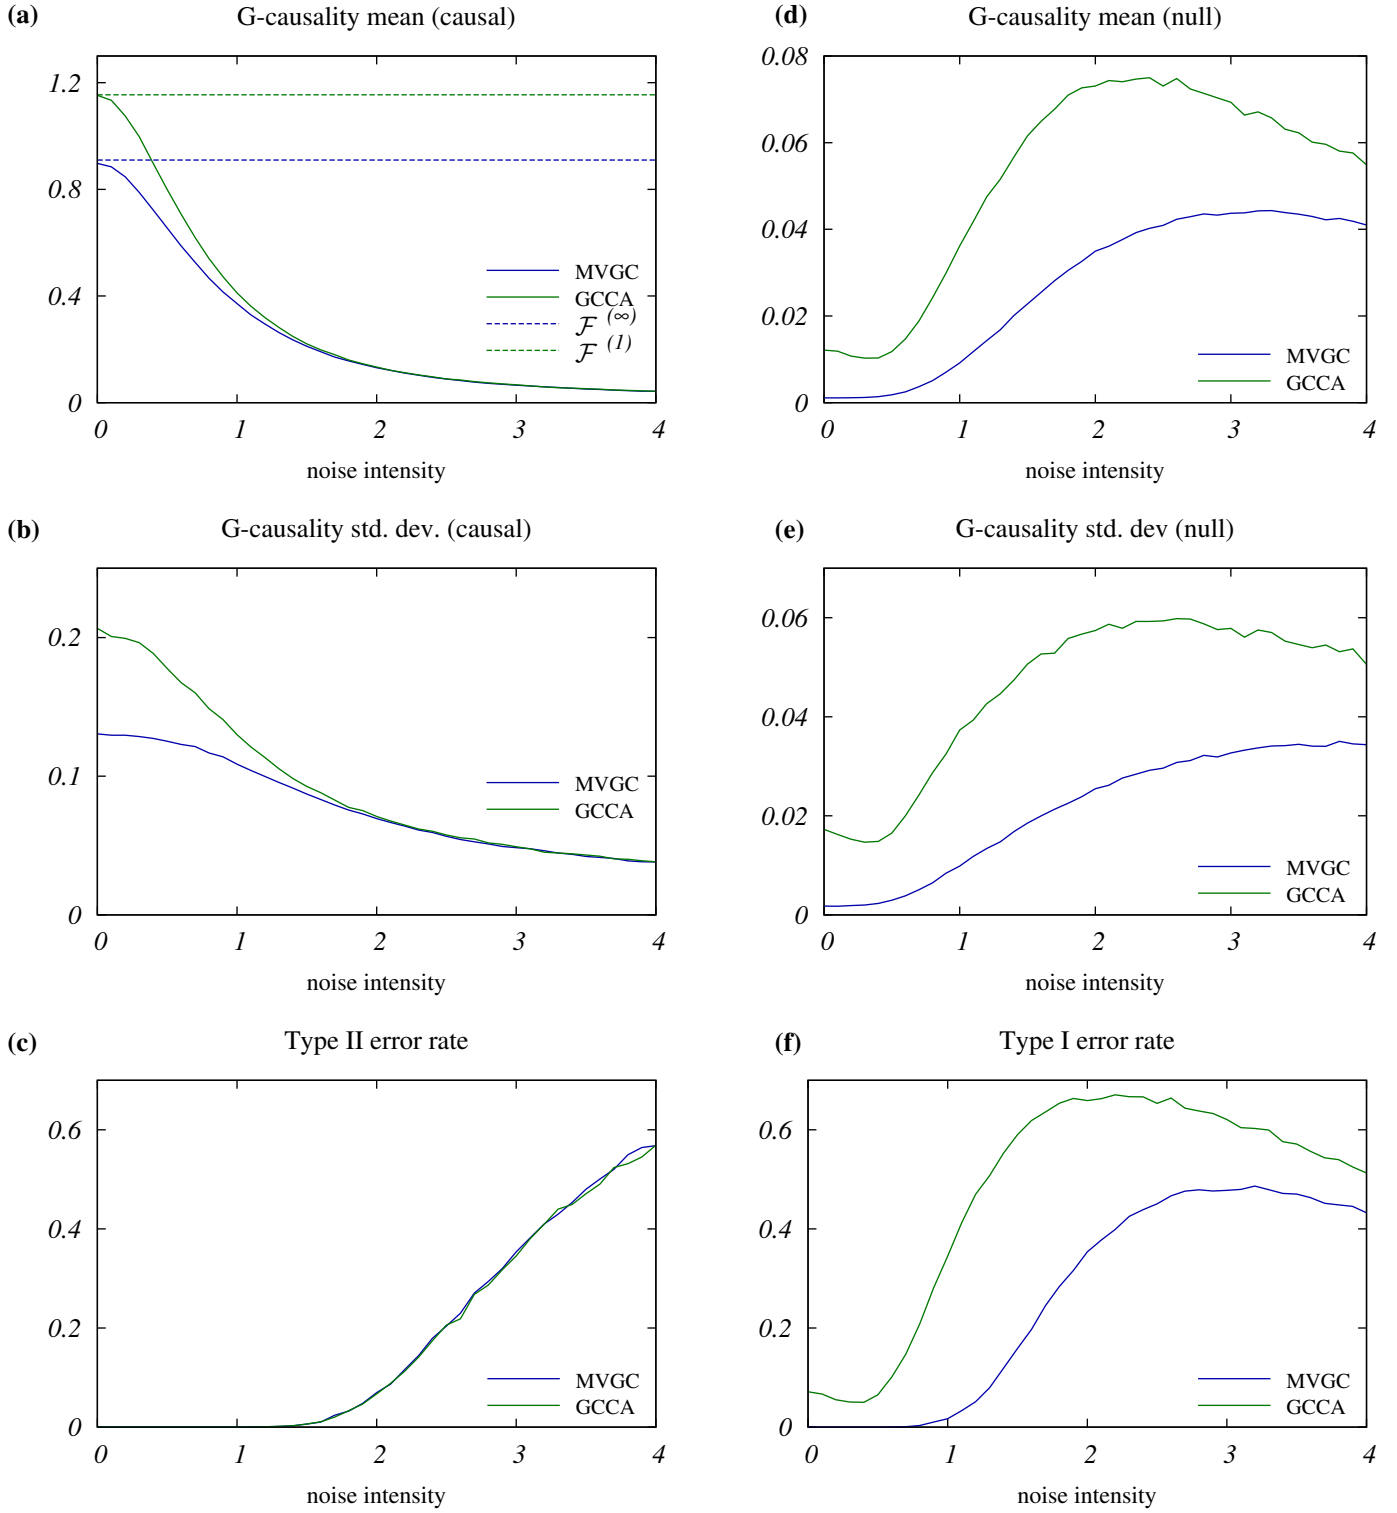 (a) G-causality mean (causal)
1.2
0.8
0.4
0
MVGC
GCCA
ℱ (∞)
ℱ (1)
0 1 2 3 4
noise intensity
(d) G-causality mean (null)
0.08
0.06
0.04
0.02
0
MVGC
GCCA
0 1 2 3 4
noise intensity
(b) G-causality std. dev. (causal)
0.2
0.1
0
MVGC
GCCA
0 1 2 3 4
noise intensity
(e) G-causality std. dev (null)
0.06
0.04
0.02
0
MVGC
GCCA
0 1 2 3 4
noise intensity
(c) Type II error rate
0.6
0.4
0.2
0
MVGC
GCCA
0 1 2 3 4
noise intensity
(f) Type I error rate
0.6
0.4
0.2
0
MVGC
GCCA
0 1 2 3 4
noise intensity